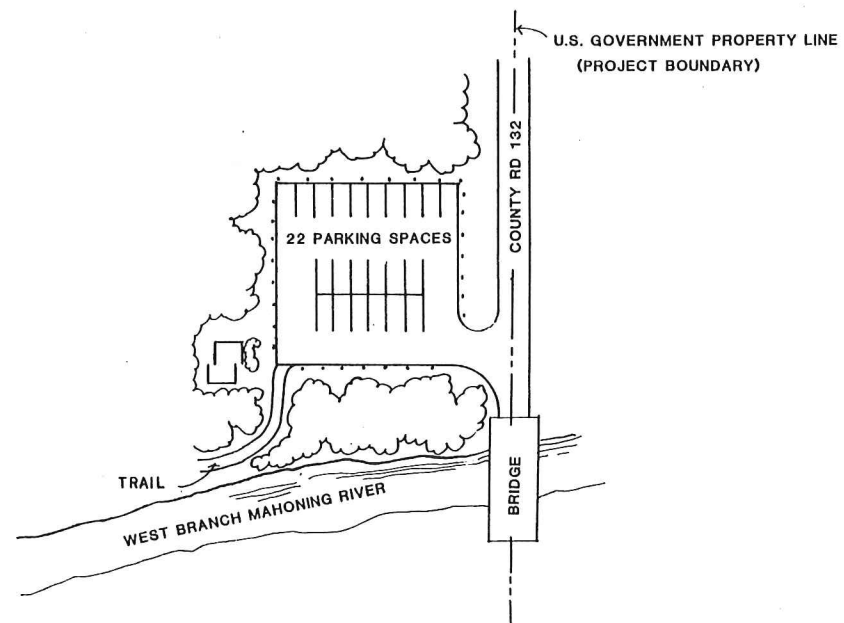 U.S. GOVERNMENT PROPERTY LINE
(PROJECT BOUNDARY)
COUNTY RD 132
22 PARKING SPACES
TRAIL
WEST BRANCH MAHONING RIVER
BRIDGE